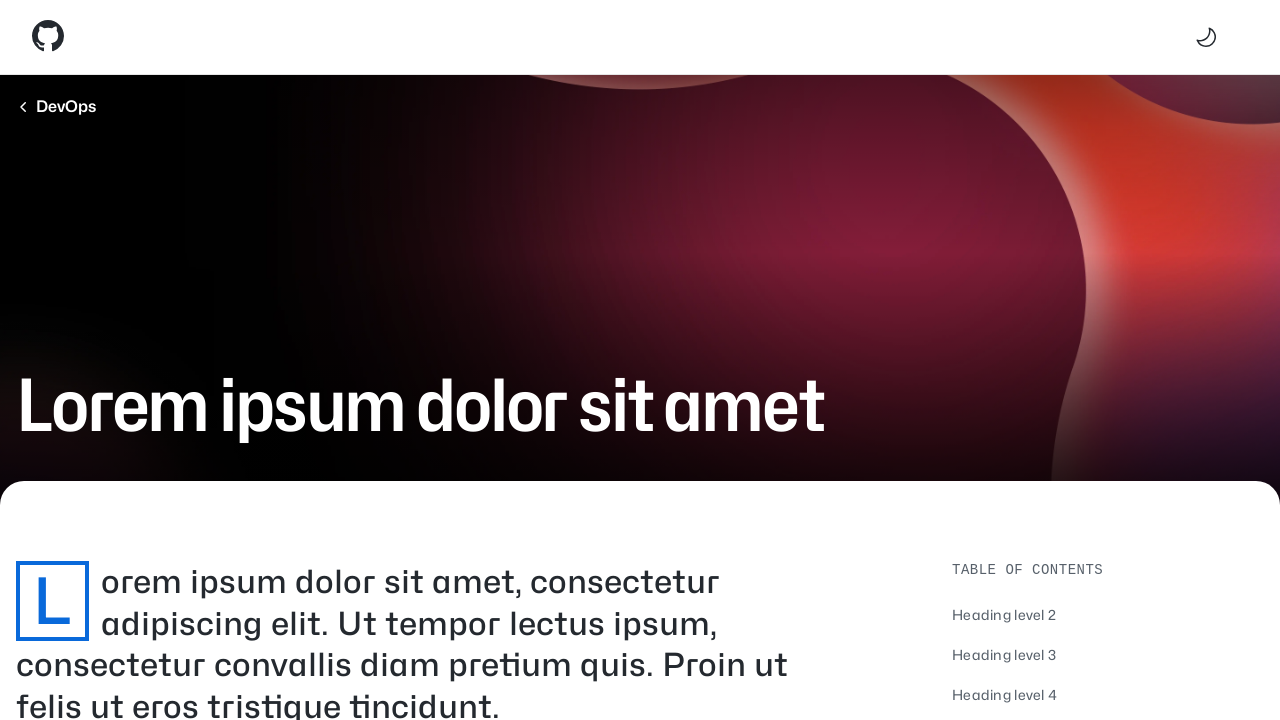 DevOps
Lorem ipsum dolor sit amet
Lorem ipsum dolor sit amet, consectetur
adipiscing elit. Ut tempor lectus ipsum,
consectetur convallis diam pretium quis. Proin ut
felis ut eros tristique tincidunt.
TABLE OF CONTENTS
Heading level 2
Heading level 3
Heading level 4